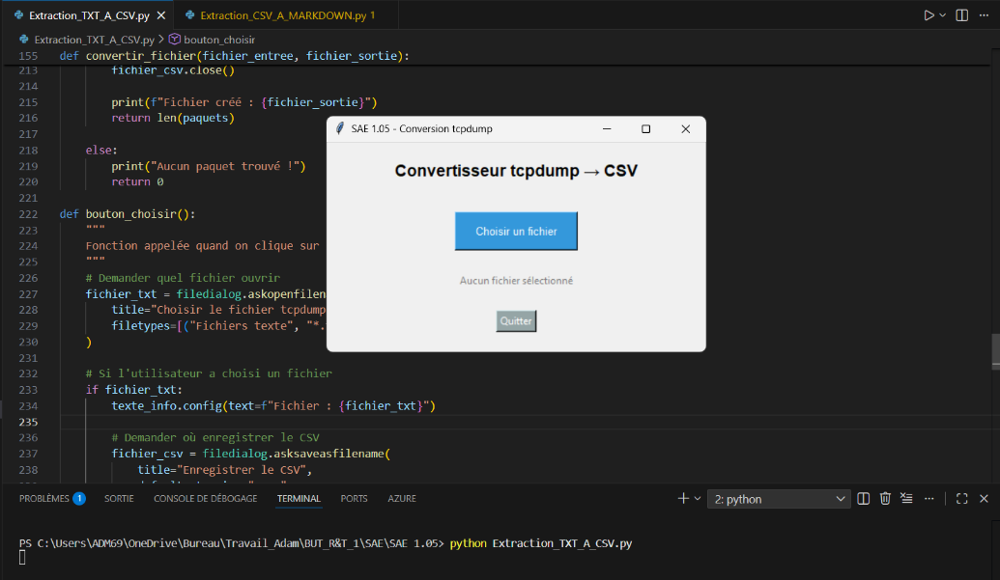 Extraction_TXT_A_CSV.py
Extraction_CSV_A_MARKDOWN.py 1
Extraction_TXT_A_CSV.py > bouton_choisir
155 def convertir_fichier(fichier_entree, fichier_sortie):
213 fichier_csv.close()
214
215 print(f"Fichier créé : {fichier_sortie}")
216 return len(paquets)
217
218 else:
219 print("Aucun paquet trouvé !")
220 return 0
221
222 def bouton_choisir():
223 """
224 Fonction appelée quand on clique sur
225 """
226 # Demander quel fichier ouvrir
227 fichier_txt = filedialog.askopenfilen
228 title="Choisir le fichier tcpdump
229 filetypes=[("Fichiers texte", "*.
230 )
231
232 # Si l'utilisateur a choisi un fichier
233 if fichier_txt:
234 texte_info.config(text=f"Fichier : {fichier_txt}")
235
236 # Demander où enregistrer le CSV
237 fichier_csv = filedialog.asksaveasfilename(
238 title="Enregistrer le CSV",
SAE 1.05 - Conversion tcpdump
Convertisseur tcpdump → CSV
Choisir un fichier
Aucun fichier sélectionné
Quitter
PROBLÈMES 1 SORTIE CONSOLE DE DÉBOGAGE TERMINAL PORTS AZURE
2: python
PS C:\Users\ADM69\OneDrive\Bureau\Travail_Adam\BUT_R&T_1\SAE\SAE 1.05> python Extraction_TXT_A_CSV.py